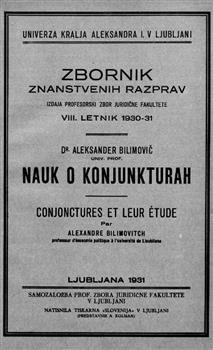 UNIVERZA KRALJA ALEKSANDRA I. V LJUBLJANI
ZBORNIK
ZNANSTVENIH RAZPRAV
IZDAJA PROFESORSKI ZBOR JURIDIČNE FAKULTETE
VIII. LETNIK 1930-31
DR. ALEKSANDER BILIMOVIČ
UNIV. PROF.
NAUK O KONJUNKTURAH
CONJONCTURES ET LEUR ÉTUDE
Par
ALEXANDRE BILIMOVITCH
professeur d'économie politique à l'université de Ljubljana
LJUBLJANA 1931
SAMOZALOŽBA PROF. ZBORA JURIDIČNE FAKULTETE
V LJUBLJANI
NATISNILA TISKARNA »SLOVENIJA« V LJUBLJANI
(PREDSTAVNIK A KOLMAN)